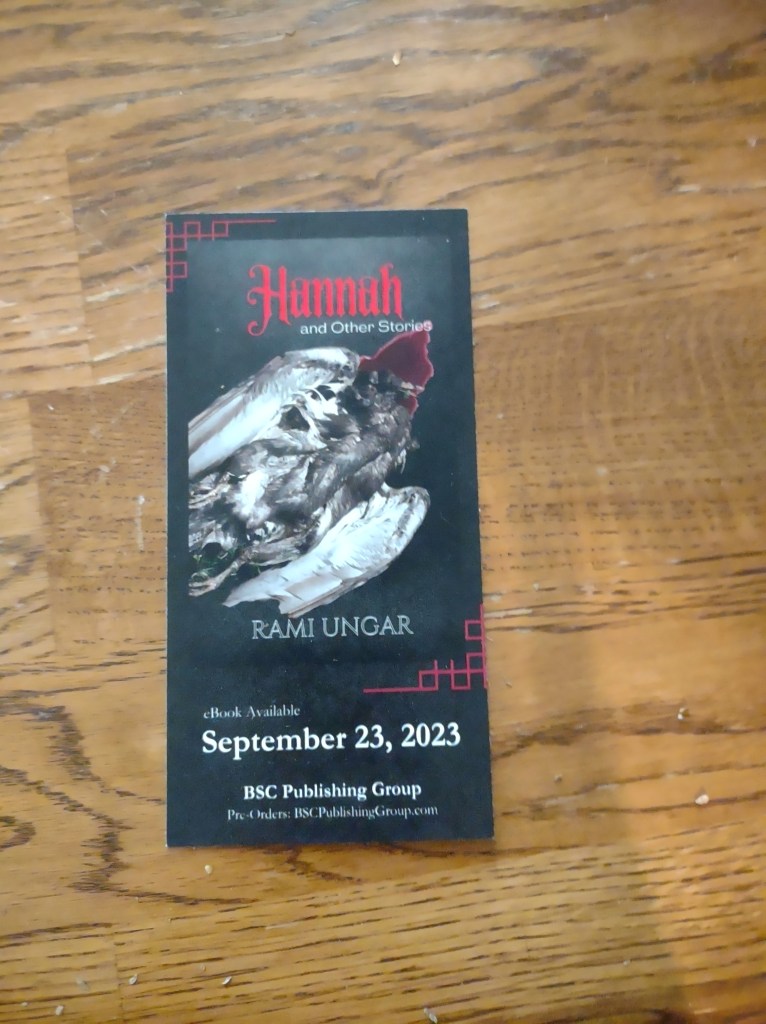 Hannah
and Other Stories
RAMI UNGAR
eBook Available
September 23, 2023
BSC Publishing Group
Pre-Orders: BSCPublishingGroup.com